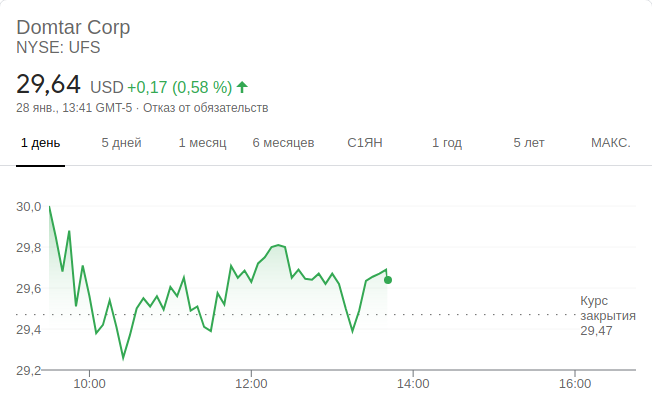 Domtar Corp
NYSE: UFS
29,64 USD +0,17 (0,58 %)
28 янв., 13:41 GMT-5 · Отказ от обязательств
1 день 5 дней 1 месяц 6 месяцев С1ЯН 1 год 5 лет МАКС.
30,0
29,8
29,6
Курс
закрытия
29,47
29,4
29,2
10:00 12:00 14:00 16:00